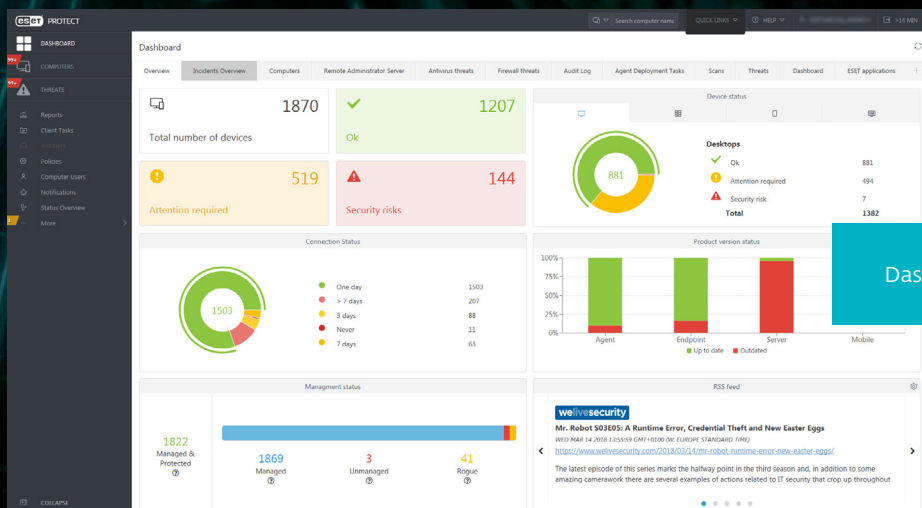 eset PROTECT
Search computer name
QUICK LINKS
HELP
>14 MIN
DASHBOARD
COMPUTERS
THREATS
Reports
Client Tasks
Policies
Computer Users
Notifications
Status Overview
More
COLLAPSE
Dashboard
Overview Incidents Overview Computers Remote Administrator Server Antivirus threats Firewall threats Audit Log Agent Deployment Tasks Scans Threats Dashboard ESET applications
1870
Total number of devices
1207
Ok
519
Attention required
144
Security risks
Device status
881
Desktops
Ok 881
Attention required 494
Security risk 7
Total 1382
Connection Status
1503
One day 1503
> 7 days 207
3 days 88
Never 11
7 days 63
Product version status
100%
75%
50%
25%
0%
Agent Endpoint Server Mobile
Up to date Outdated
Das
Managment status
1822
Managed &
Protected
1869
Managed
3
Unmanaged
41
Rogue
RSS feed
welivesecurity
Mr. Robot S03E05: A Runtime Error, Credential Theft and New Easter Eggs
WED MAR 14 2018 13:55:59 GMT+0100 (W. EUROPE STANDARD TIME)
https://www.welivesecurity.com/2018/03/14/mr-robot-runtime-error-new-easter-eggs/
The latest episode of this series marks the halfway point in the third season and, in addition to some
amazing camerawork there are several examples of actions related to IT security that crop up throughout